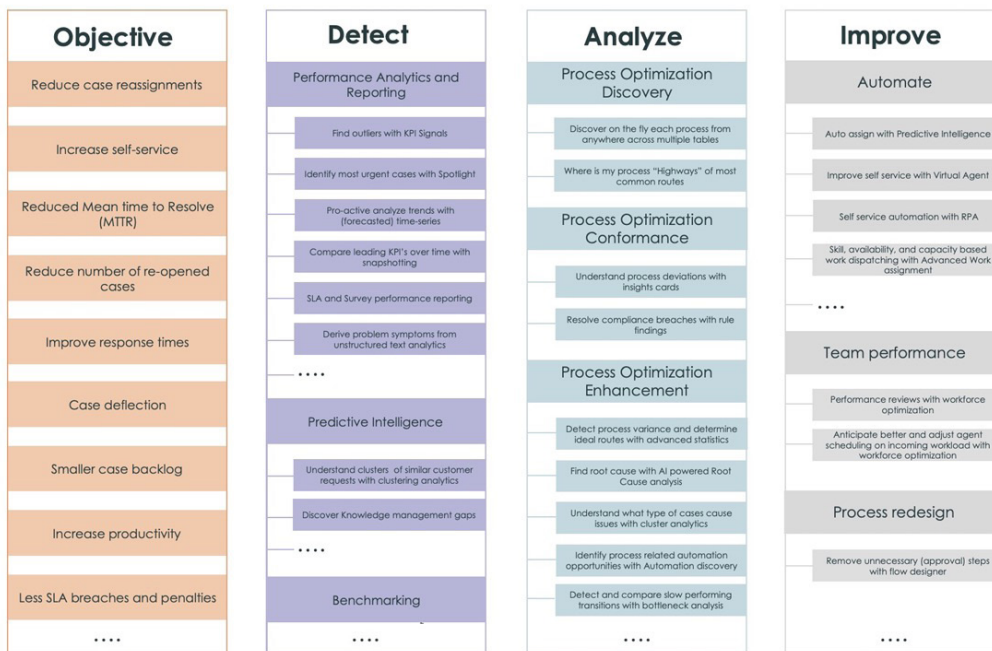 Objective
Reduce case reassignments
Increase self-service
Reduced Mean time to Resolve
(MTTR)
Reduce number of re-opened
cases
Improve response times
Case deflection
Smaller case backlog
Increase productivity
Less SLA breaches and penalties
....
Detect
Performance Analytics and
Reporting
Find outliers with KPI Signals
Identify most urgent cases with Spotlight
Pro-active analyze trends with
(forecasted) time-series
Compare leading KPI's over time with
snapshotting
SLA and Survey performance reporting
Derive problem symptoms from
unstructured text analytics
....
Predictive Intelligence
Understand clusters of similar customer
requests with clustering analytics
Discover Knowledge management gaps
....
Benchmarking
....
Analyze
Process Optimization
Discovery
Discover on the fly each process from
anywhere across multiple tables
Where is my process "Highways" of most
common routes
Process Optimization
Conformance
Understand process deviations with
insights cards
Resolve compliance breaches with rule
findings
Process Optimization
Enhancement
Detect process variance and determine
ideal routes with advanced statistics
Find root cause with AI powered Root
Cause analysis
Understand what type of cases cause
issues with cluster analytics
Identify process related automation
opportunities with Automation discovery
Detect and compare slow performing
transitions with bottleneck analysis
....
Improve
Automate
Auto assign with Predictive Intelligence
Improve self service with Virtual Agent
Self service automation with RPA
Skill, availability, and capacity based
work dispatching with Advanced Work
assignment
....
Team performance
Performance reviews with workforce
optimization
Anticipate better and adjust agent
scheduling on incoming workload with
workforce optimization
Process redesign
Remove unnecessary (approval) steps
with flow designer
....